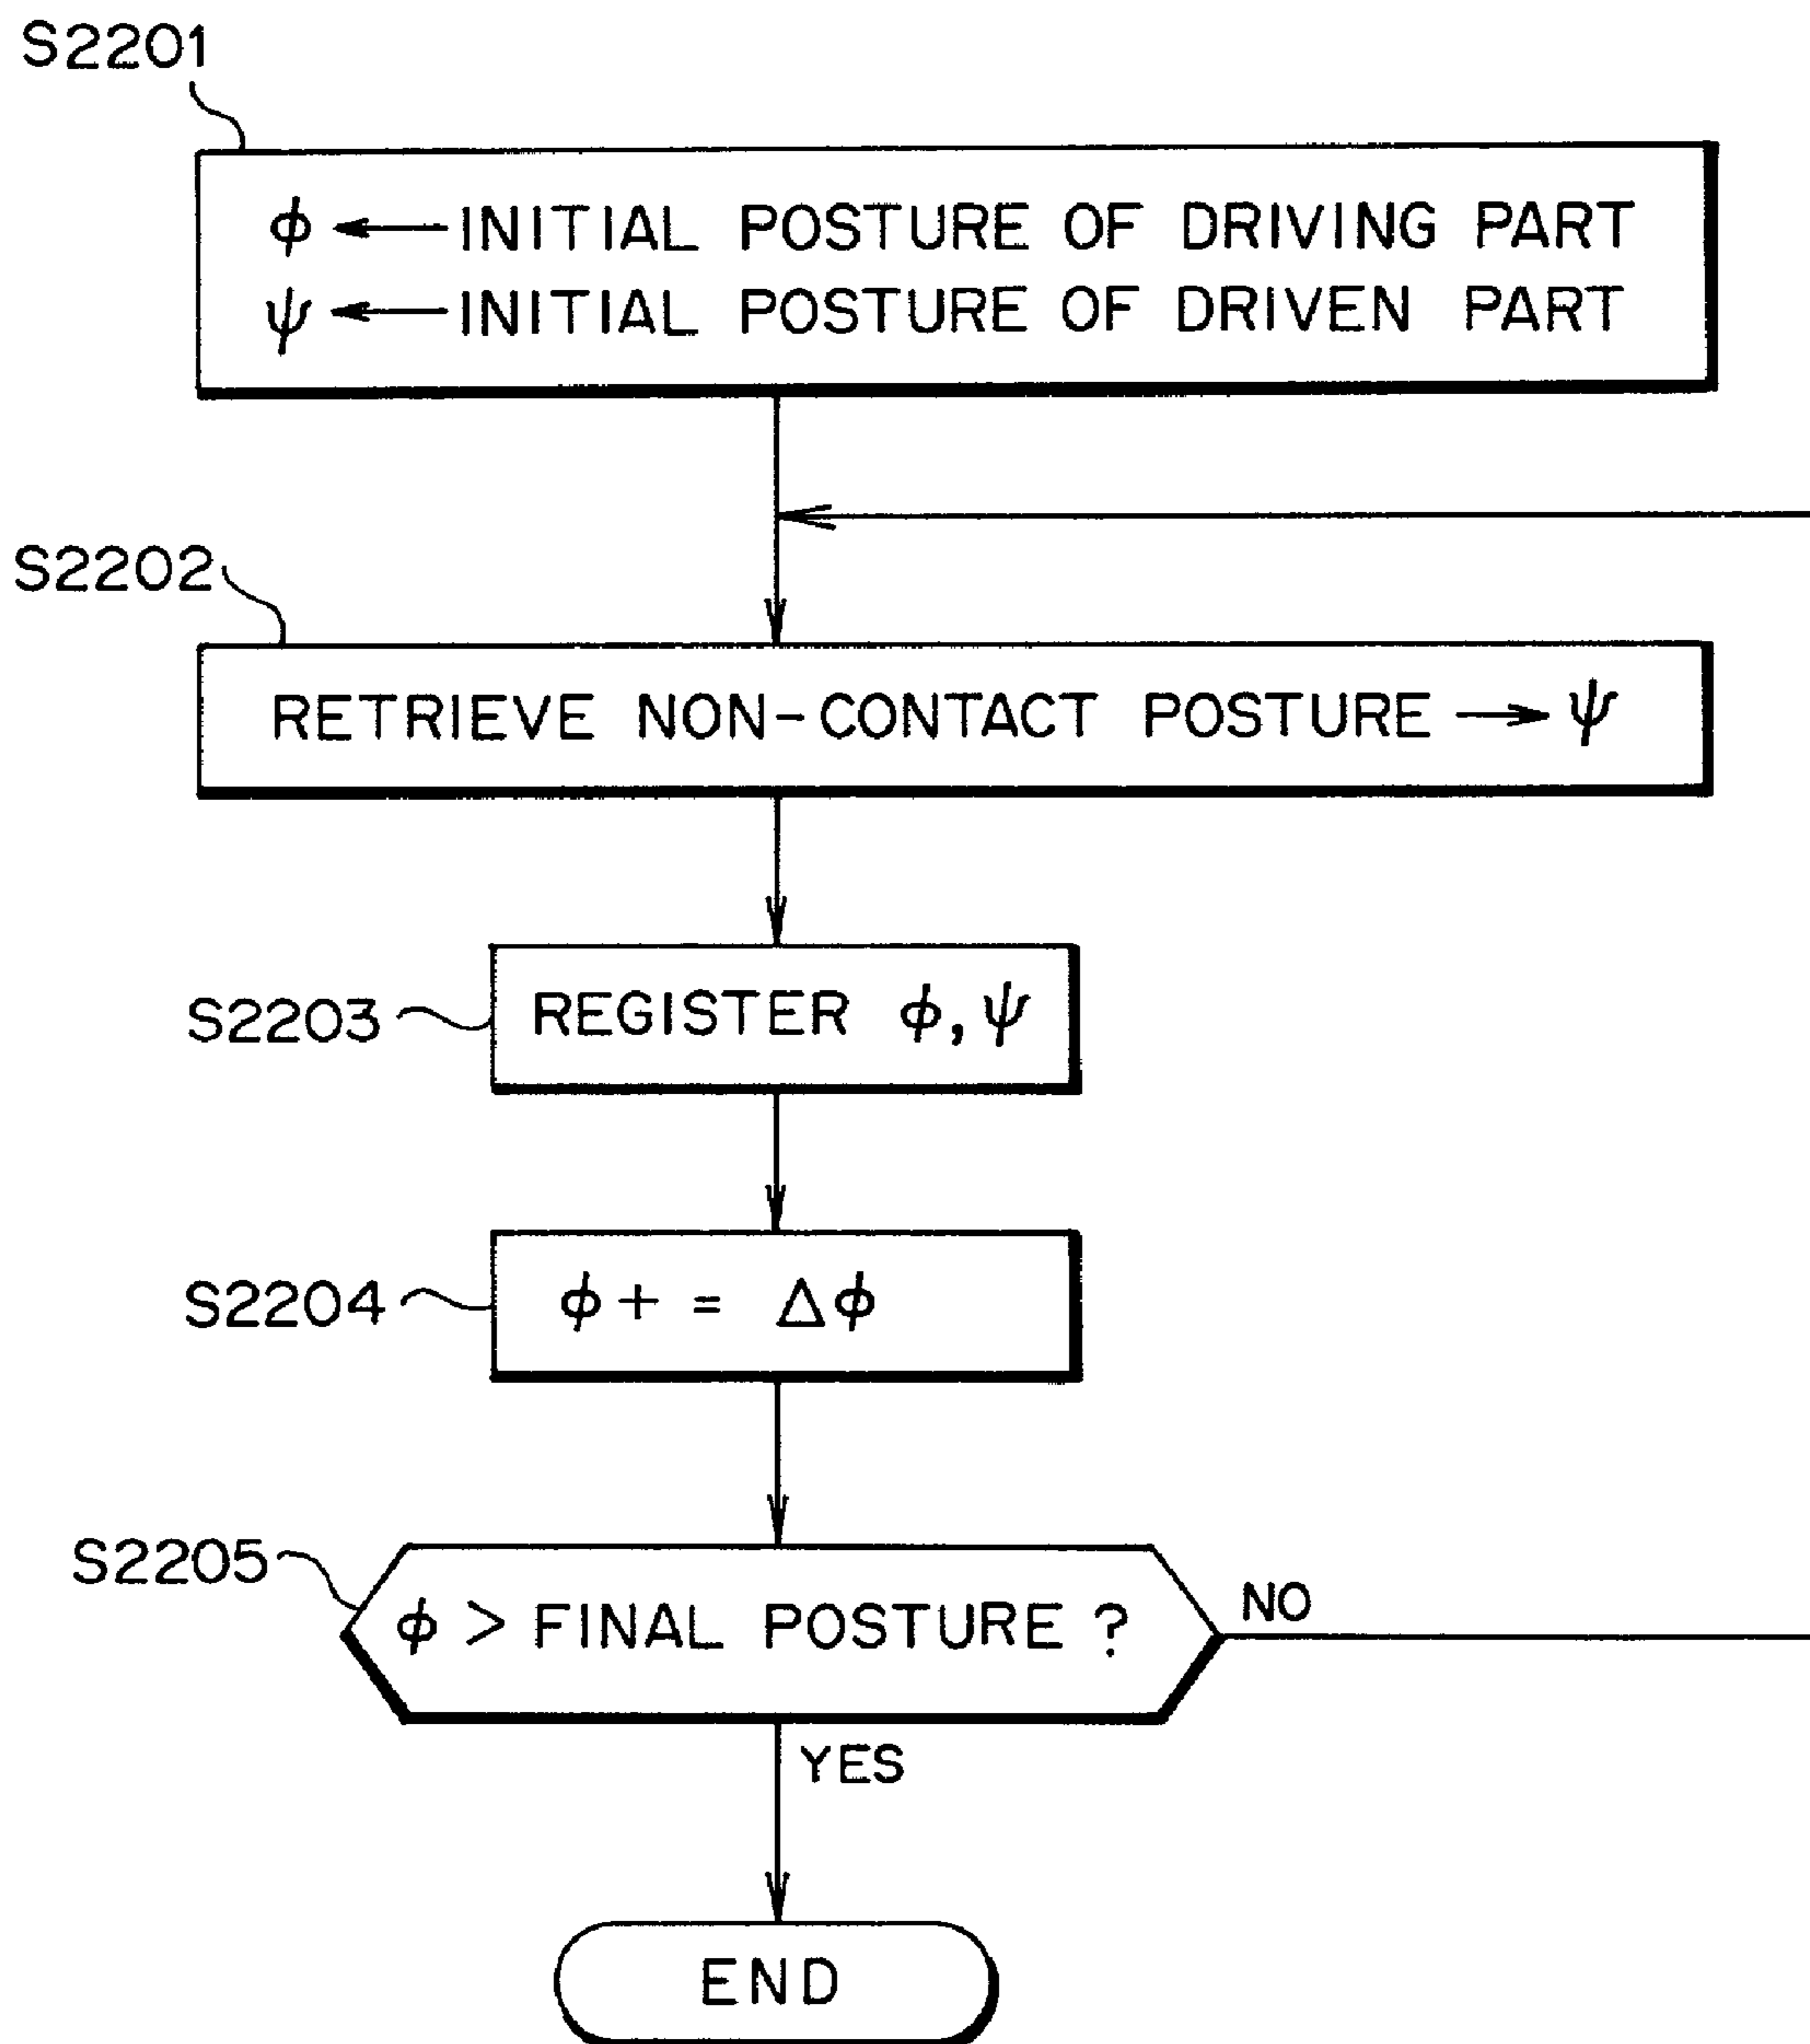 S2201
ϕ ← INITIAL POSTURE OF DRIVING PART
ψ ← INITIAL POSTURE OF DRIVEN PART
S2202
RETRIEVE NON-CONTACT POSTURE → ψ
S2203
REGISTER ϕ, ψ
S2204
ϕ + = Δϕ
S2205
ϕ > FINAL POSTURE ?
NO
YES
END